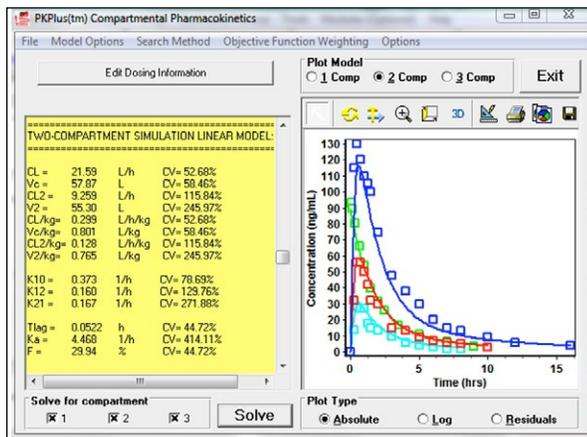 PKPlus(tm) Compartmental Pharmacokinetics
File Model Options Search Method Objective Function Weighting Options
Edit Dosing Information
Plot Model
1 Comp 2 Comp 3 Comp
Exit
3D
==========================================
TWO-COMPARTMENT SIMULATION LINEAR MODEL:
==========================================
CL = 21.59 L/h CV= 52.68%
Vc = 57.87 L CV= 58.46%
CL2 = 9.259 L/h CV= 115.84%
V2 = 55.30 L CV= 245.97%
CL/kg= 0.299 L/h/kg CV= 52.68%
Vc/kg= 0.801 L/kg CV= 58.46%
CL2/kg= 0.128 L/h/kg CV= 115.84%
V2/kg= 0.765 L/kg CV= 245.97%
K10 = 0.373 1/h CV= 78.69%
K12 = 0.160 1/h CV= 129.76%
K21 = 0.167 1/h CV= 271.88%
Tlag = 0.0522 h CV= 44.72%
Ka = 4.468 1/h CV= 414.11%
F = 29.94 % CV= 44.72%
Concentration (ng/mL)
130
120
110
100
90
80
70
60
50
40
30
20
10
0
0 5 10 15
Time (hrs)
Solve for compartment
1 2 3
Solve
Plot Type
Absolute Log Residuals